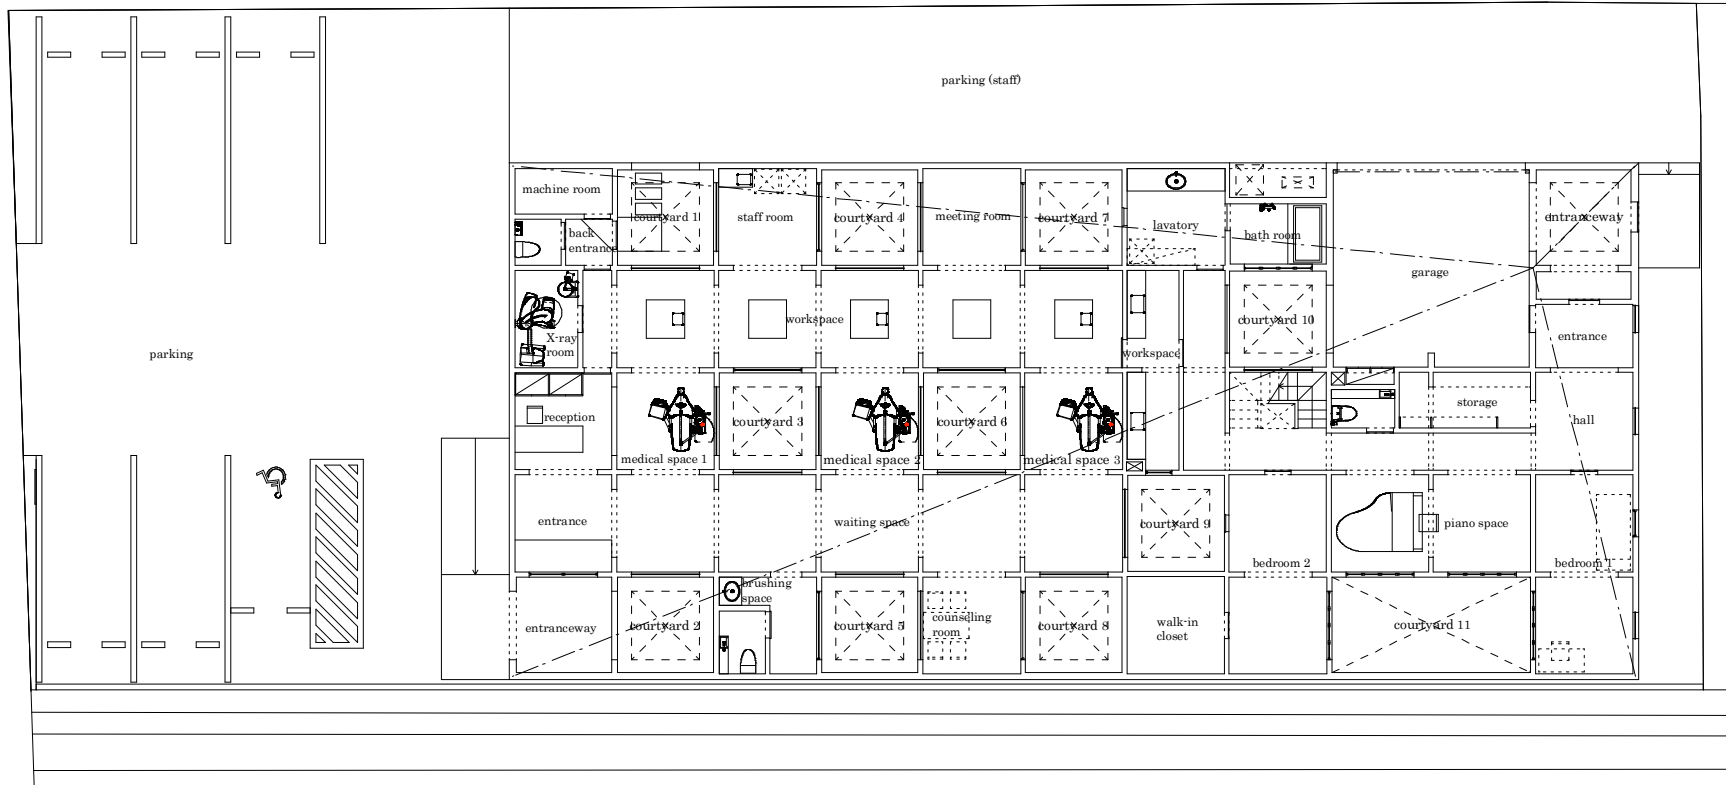 parking (staff)
machine room
courtyard 1
staff room
courtyard 4
meeting room
courtyard 7
lavatory
bath room
entranceway
back
entrance
garage
parking
X-ray
room
workspace
workspace
courtyard 10
entrance
reception
medical space 1
courtyard 3
medical space 2
courtyard 6
medical space 3
storage
hall
entrance
waiting space
courtyard 9
bedroom 2
piano space
bedroom 1
entranceway
courtyard 2
brushing
space
courtyard 5
counseling
room
courtyard 8
walk-in
closet
courtyard 11